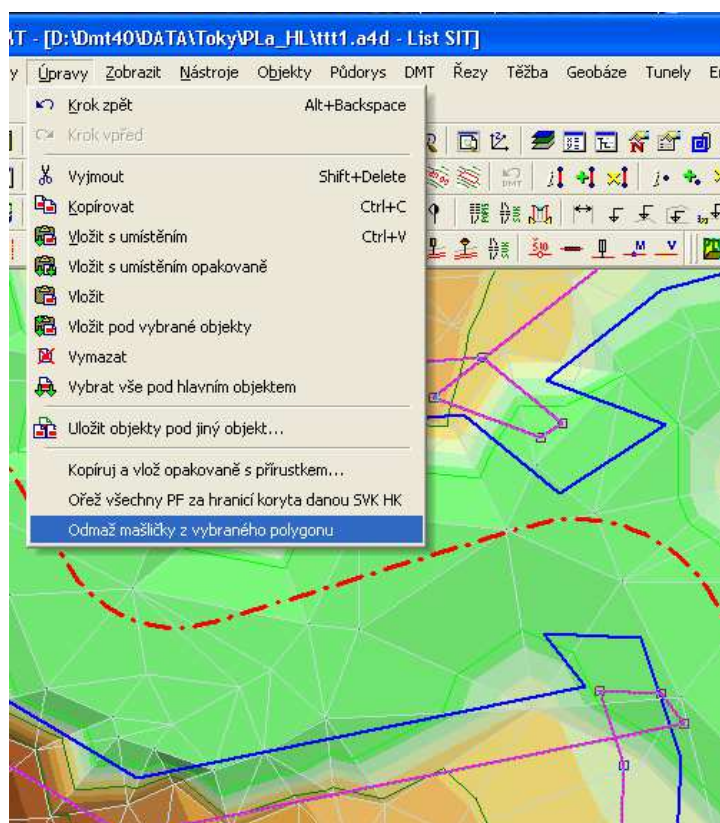 MT - [D:\Dmt40\DATA\Toky\PLa_HL\ttt1.a4d - List SIT]
y Úpravy Zobrazit Nástroje Objekty Půdorys DMT Řezy Těžba Geobáze Tunely
Krok zpět Alt+Backspace
Krok vpřed
Vyjmout Shift+Delete
Kopírovat Ctrl+C
Vložit s umístěním Ctrl+V
Vložit s umístěním opakovaně
Vložit
Vložit pod vybrané objekty
Vymazat
Vybrat vše pod hlavním objektem
Uložit objekty pod jiný objekt...
Kopíruj a vlož opakovaně s přírustkem...
Ořež všechny PF za hranicí koryta danou SVK HK
Odmaž mašličky z vybraného polygonu